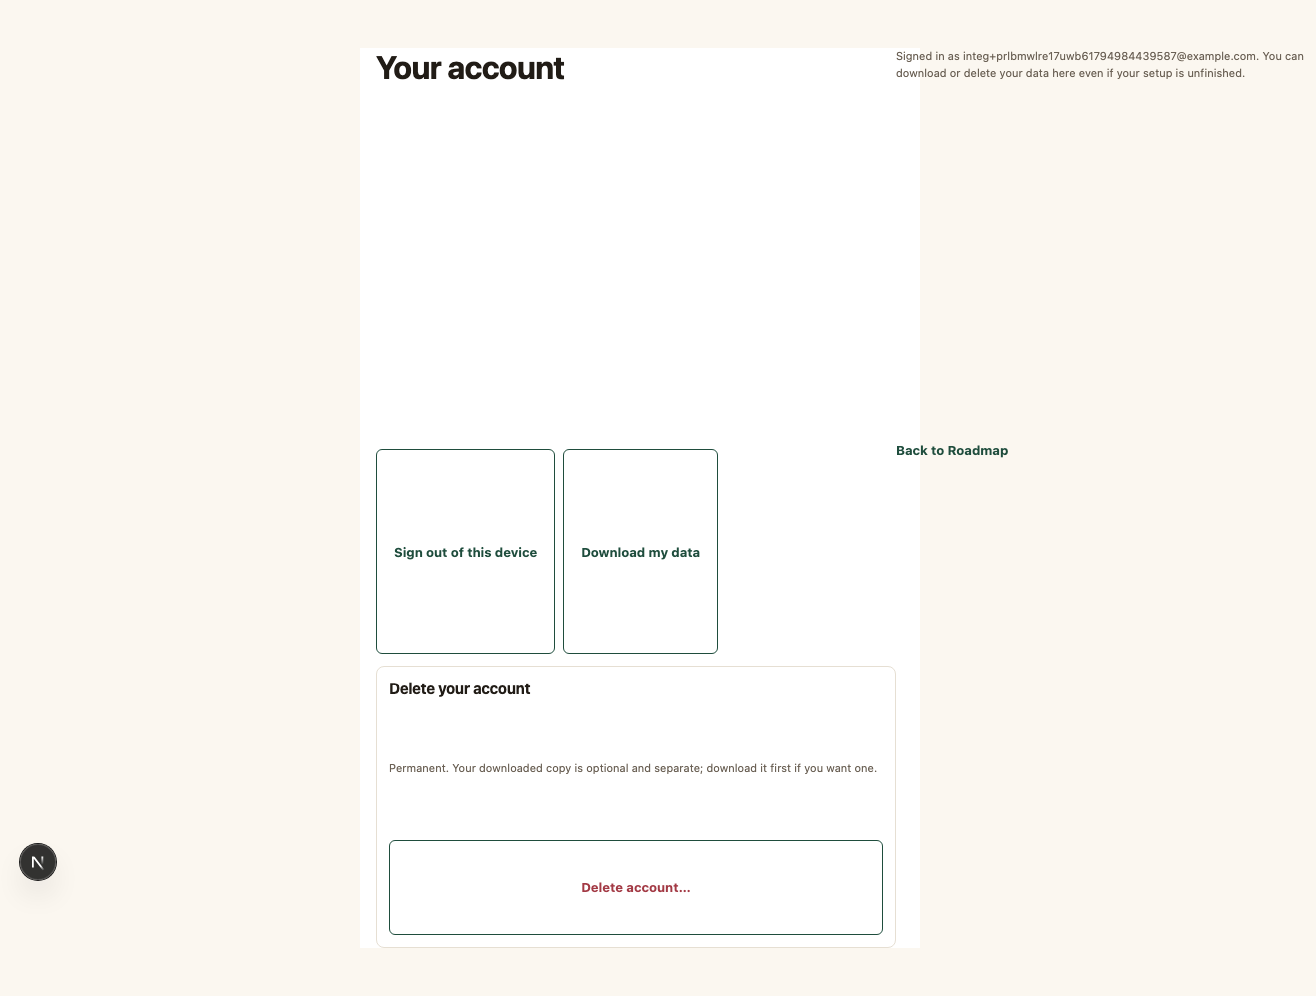 Your account
Signed in as integ+prlbmwlre17uwb61794984439587@example.com. You can
download or delete your data here even if your setup is unfinished.
Back to Roadmap
Sign out of this device
Download my data
Delete your account
Permanent. Your downloaded copy is optional and separate; download it first if you want one.
Delete account...
N